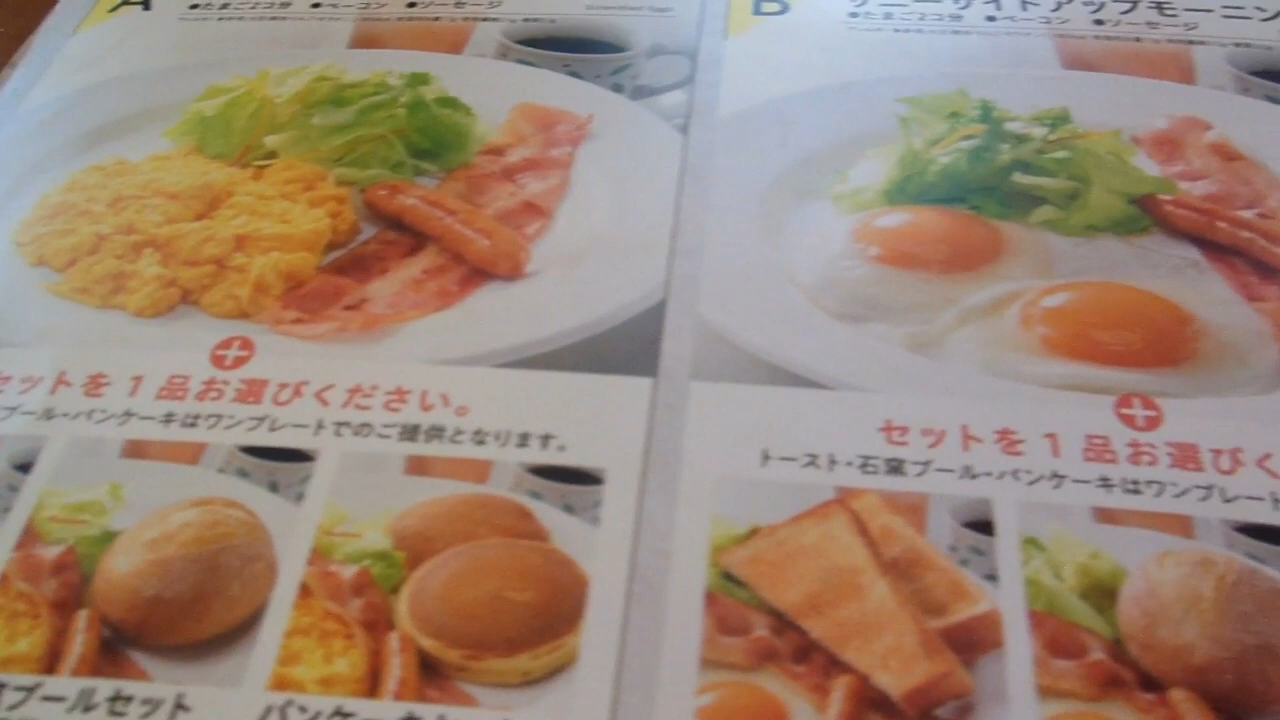 A
●たまご2コ分 ●ベーコン ●ソーセージ
セットを1品お選びください。
ブール・パンケーキはワンプレートでのご提供となります。
ブールセット
パンケーキ
B
サニーサイドアップモーニン
●たまご2コ分 ●ベーコン ●ソーセージ
セットを1品お選びく
トースト・石窯ブール・パンケーキはワンプレート